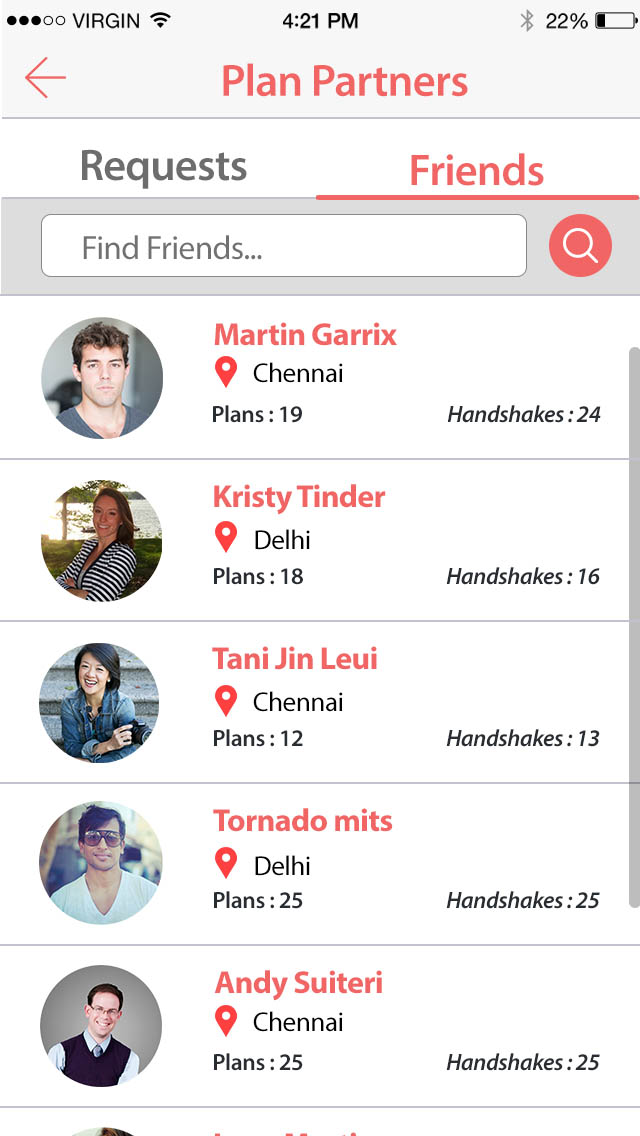 VIRGIN 4:21 PM 22%
Plan Partners
Requests Friends
Find Friends...
Martin Garrix
Chennai
Plans : 19 Handshakes : 24
Kristy Tinder
Delhi
Plans : 18 Handshakes : 16
Tani Jin Leui
Chennai
Plans : 12 Handshakes : 13
Tornado mits
Delhi
Plans : 25 Handshakes : 25
Andy Suiteri
Chennai
Plans : 25 Handshakes : 25